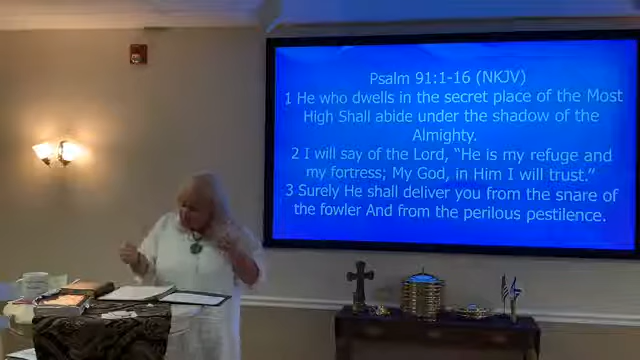 Psalm 91:1-16 (NKJV)
1 He who dwells in the secret place of the Most
High Shall abide under the shadow of the
Almighty.
2 I will say of the Lord, “He is my refuge and
my fortress; My God, in Him I will trust.”
3 Surely He shall deliver you from the snare of
the fowler And from the perilous pestilence.